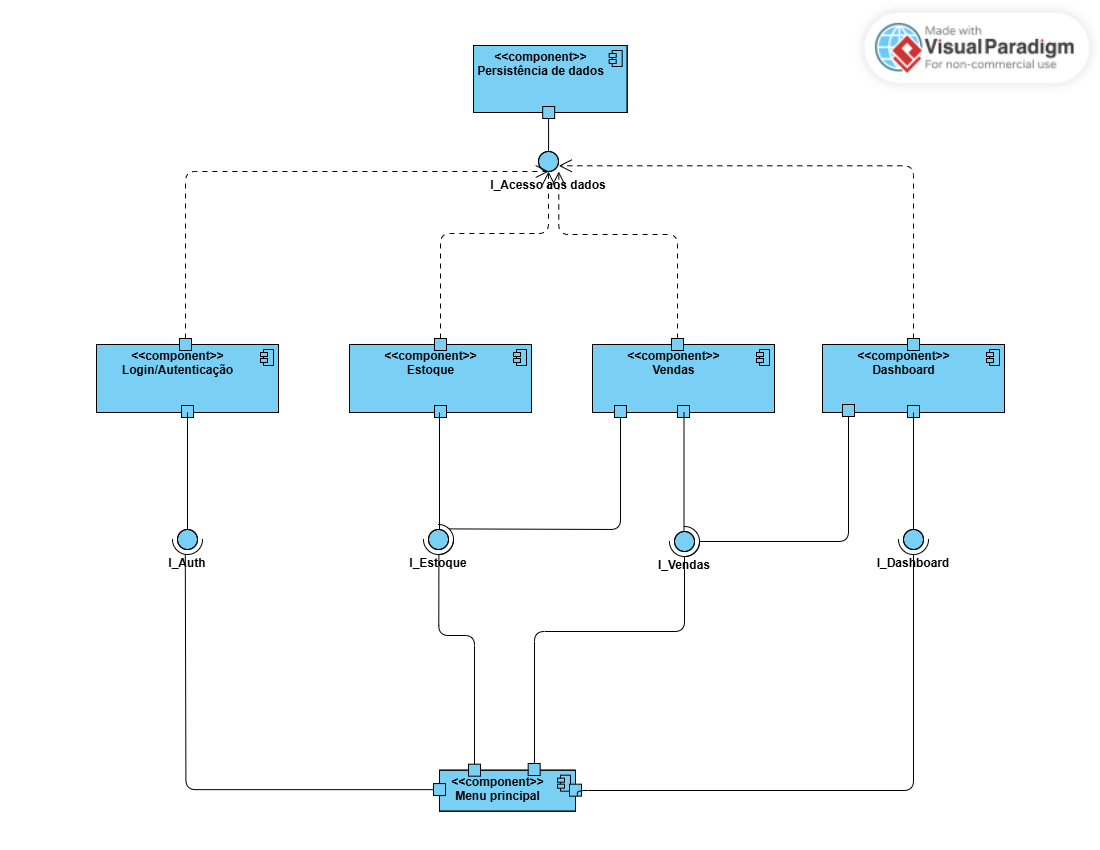 Made with
Visual Paradigm
For non-commercial use
<<component>>
Persistência de dados
I_Acesso aos dados
<<component>>
Login/Autenticação
<<component>>
Estoque
<<component>>
Vendas
<<component>>
Dashboard
I_Auth
I_Estoque
I_Vendas
I_Dashboard
<<component>>
Menu principal